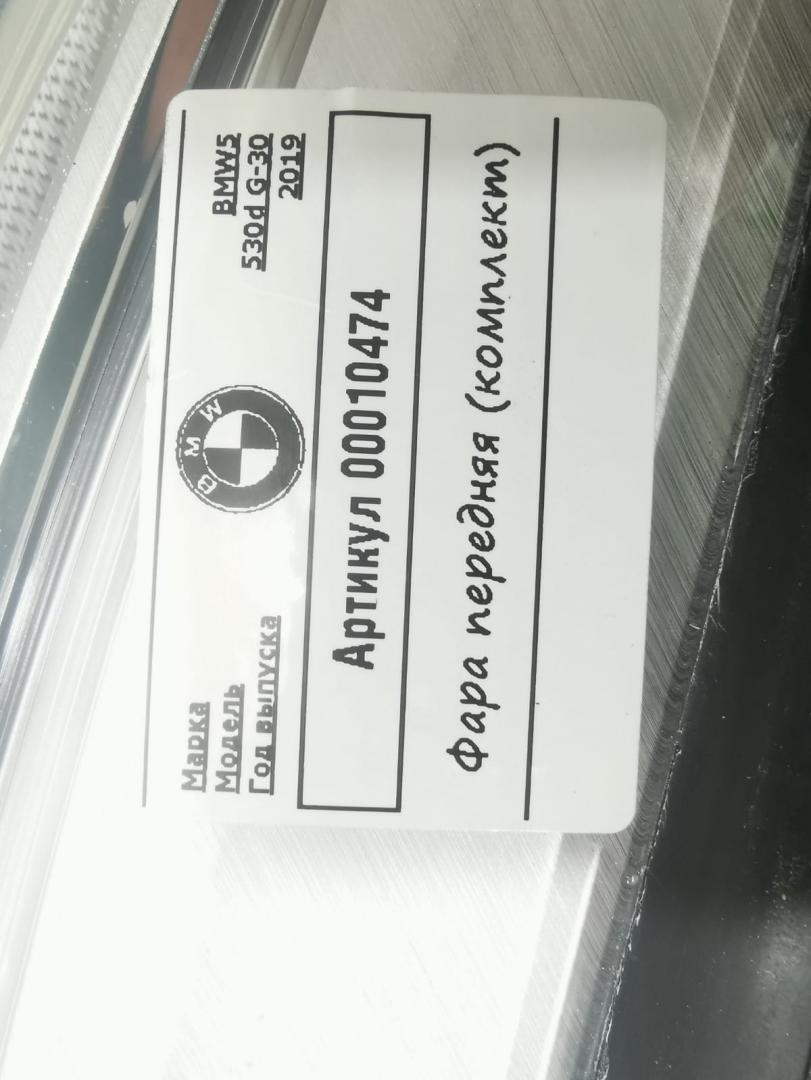 Марка BMW5
Модель 530d G-30
Год выпуска 2019
BMW
Артикул 00010474
Фара передняя (комплект)